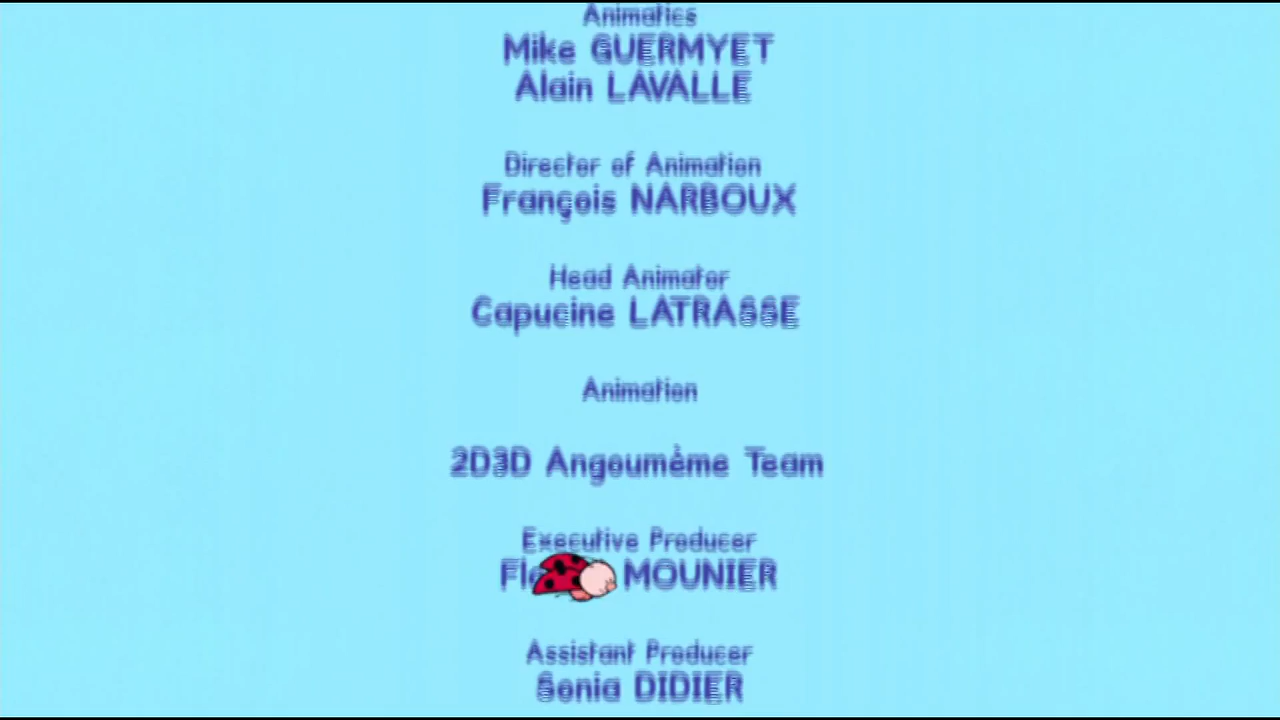 Animatics
Mike GUERMYET
Alain LAVALLE
Director of Animation
François NARBOUX
Head Animator
Capucine LATRASSE
Animation
2D3D Angoumème Team
Executive Producer
MOUNIER
Assistant Producer
Sonia DIDIER